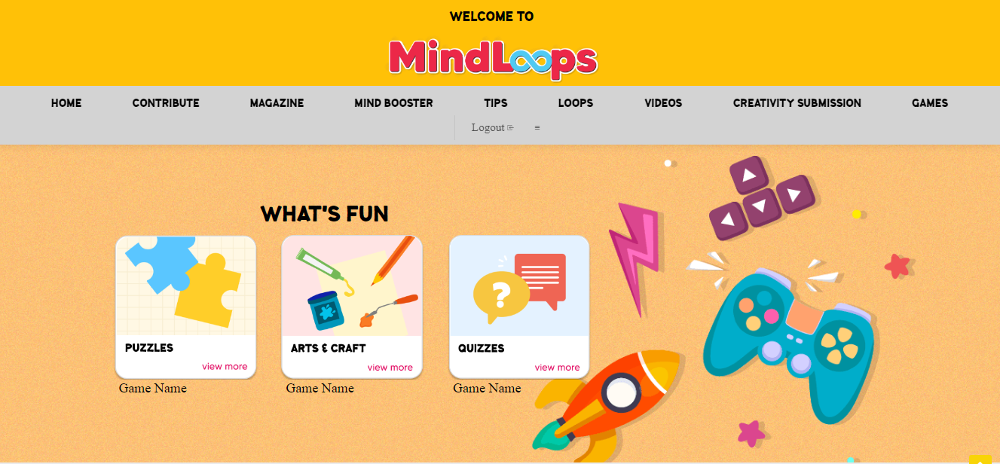 WELCOME TO
MindLoops
HOME CONTRIBUTE MAGAZINE MIND BOOSTER TIPS LOOPS VIDEOS CREATIVITY SUBMISSION GAMES
Logout
WHAT'S FUN
PUZZLES ARTS & CRAFT QUIZZES
view more view more view more
Game Name Game Name Game Name
?